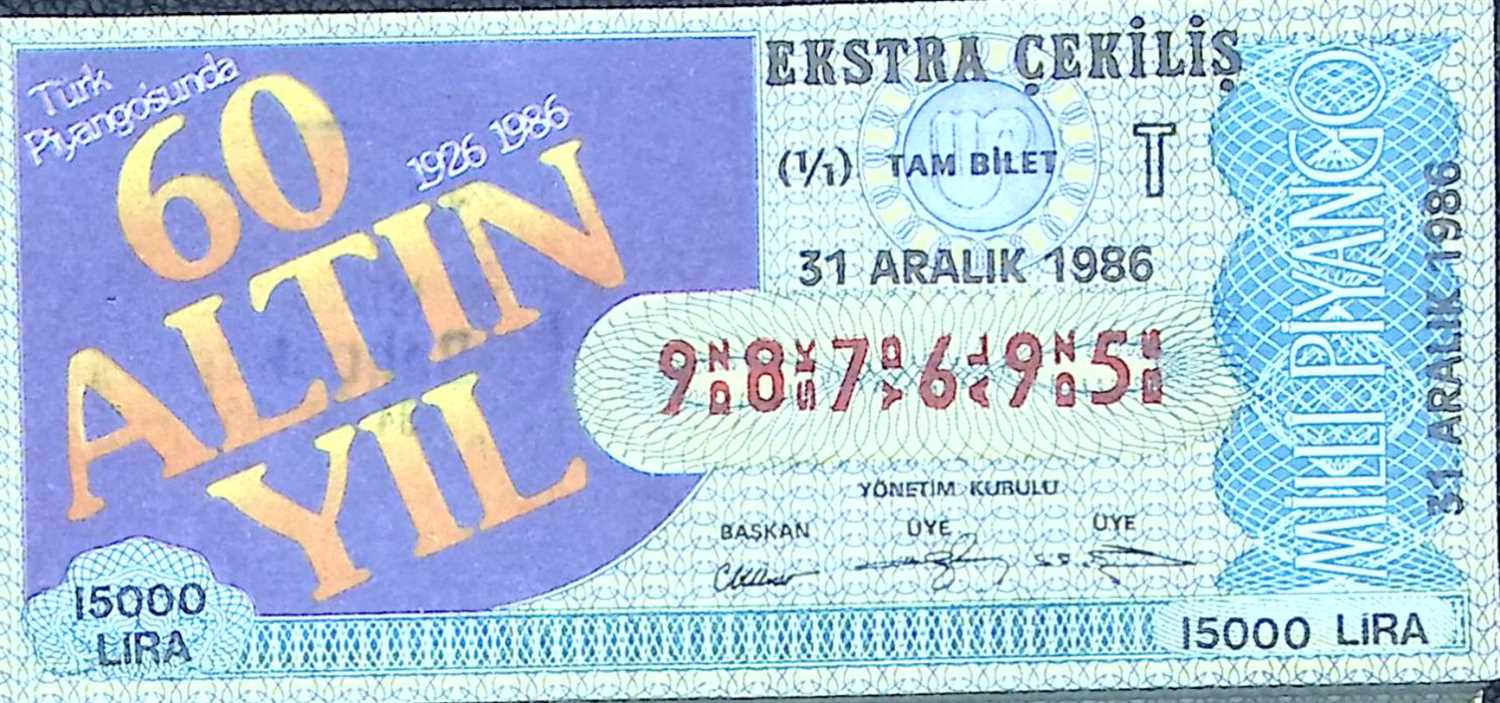 Türk
Piyangosunda
60
1926 1986
ALTIN
YIL
15000
LİRA
EKSTRA ÇEKİLİŞ
(1/1) TAM BİLET T
31 ARALIK 1986
9 8 7 6 9 5
YÖNETİM KURULU
BAŞKAN ÜYE ÜYE
15000 LİRA
MİLLİ PİYANGO
31 ARALIK 1986